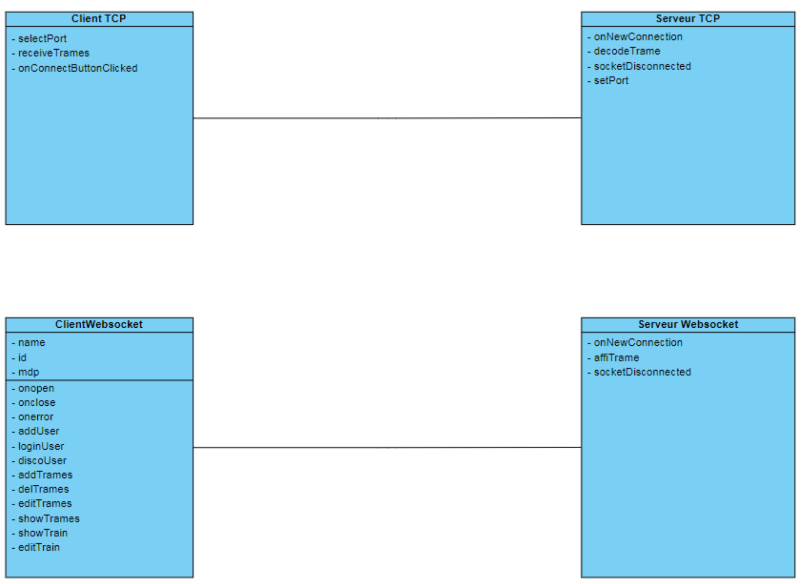 Client TCP
- selectPort
- receiveTrames
- onConnectButtonClicked
Serveur TCP
- onNewConnection
- decodeTrame
- socketDisconnected
- setPort
ClientWebsocket
- name
- id
- mdp
- onopen
- onclose
- onerror
- addUser
- loginUser
- discoUser
- addTrames
- delTrames
- editTrames
- showTrames
- showTrain
- editTrain
Serveur Websocket
- onNewConnection
- affiTrame
- socketDisconnected